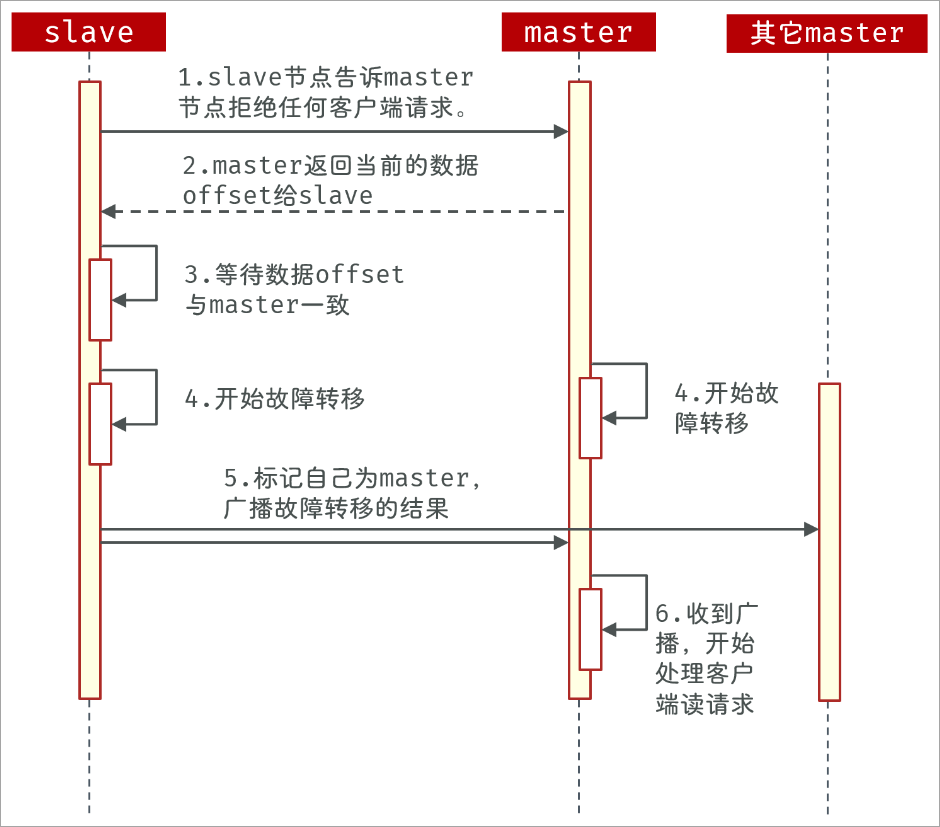 slave
master
其它master
1.slave节点告诉master
节点拒绝任何客户端请求。
2.master返回当前的数据
offset给slave
3.等待数据offset
与master一致
4.开始故障转移
4.开始故
障转移
5.标记自己为master，
广播故障转移的结果
6.收到广
播，开始
处理客户
端读请求